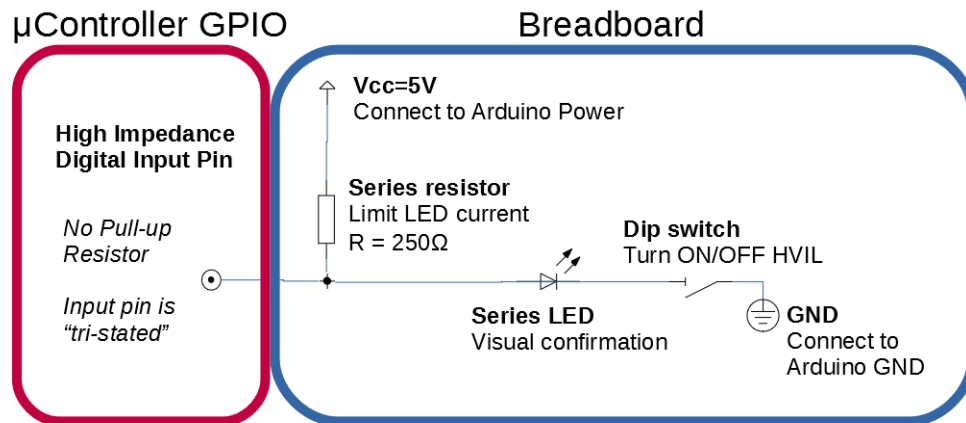 μController GPIO
Breadboard
High Impedance
Digital Input Pin
No Pull-up
Resistor
Input pin is
“tri-stated”
Vcc=5V
Connect to Arduino Power
Series resistor
Limit LED current
R = 250Ω
Series LED
Visual confirmation
Dip switch
Turn ON/OFF HVIL
GND
Connect to
Arduino GND